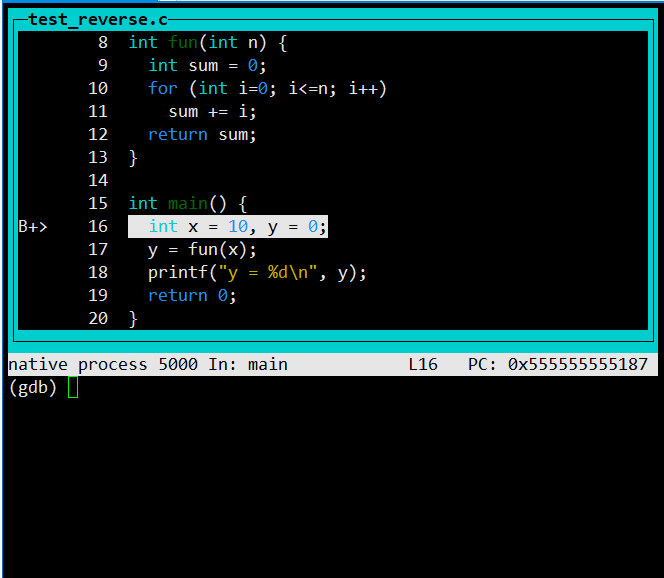 test_reverse.c
8 int fun(int n) {
9   int sum = 0;
10   for (int i=0; i<=n; i++)
11     sum += i;
12   return sum;
13 }
14
15 int main() {
B+> 16   int x = 10, y = 0;
17   y = fun(x);
18   printf("y = %d\n", y);
19   return 0;
20 }
native process 5000 In: main L16 PC: 0x555555555187
(gdb)